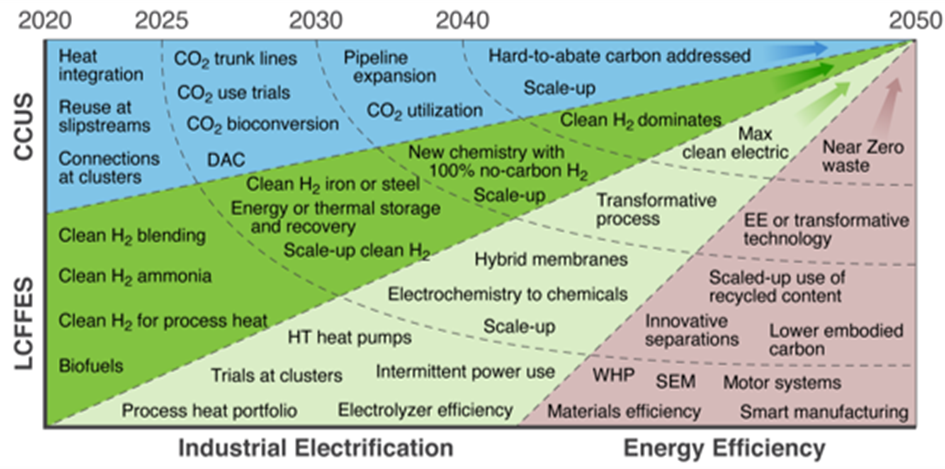 2020 2025 2030 2040 2050
CCUS
LCFFES
Heat
integration
Reuse at
slipstreams
Connections
at clusters
CO₂ trunk lines
CO₂ use trials
CO₂ bioconversion
DAC
Pipeline
expansion
CO₂ utilization
Hard-to-abate carbon addressed
Scale-up
Clean H₂ blending
Clean H₂ ammonia
Clean H₂ for process heat
Biofuels
Clean H₂ iron or steel
Energy or thermal storage
and recovery
Scale-up clean H₂
New chemistry with
100% no-carbon H₂
Scale-up
Clean H₂ dominates
HT heat pumps
Trials at clusters
Intermittent power use
Process heat portfolio
Electrolyzer efficiency
Hybrid membranes
Electrochemistry to chemicals
Scale-up
Transformative
process
Max
clean electric
Near Zero
waste
EE or transformative
technology
Scaled-up use of
recycled content
Innovative
separations
Lower embodied
carbon
WHP
SEM
Motor systems
Materials efficiency
Smart manufacturing
Industrial Electrification
Energy Efficiency